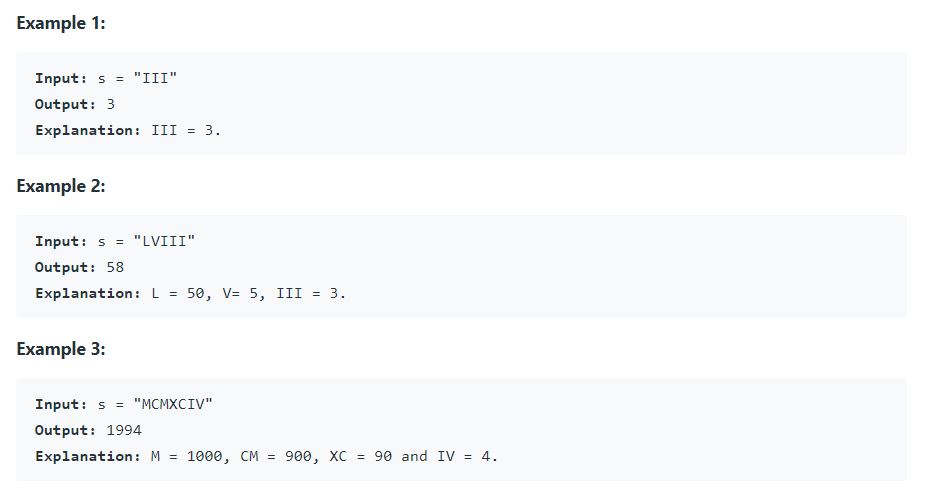 Example 1:
Input: s = "III"
Output: 3
Explanation: III = 3.
Example 2:
Input: s = "LVIII"
Output: 58
Explanation: L = 50, V= 5, III = 3.
Example 3:
Input: s = "MCMXCIV"
Output: 1994
Explanation: M = 1000, CM = 900, XC = 90 and IV = 4.